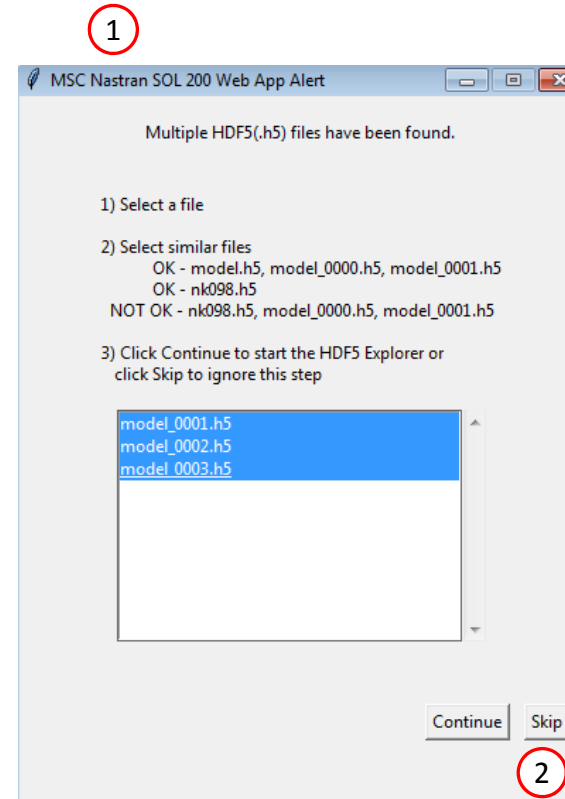 1
MSC Nastran SOL 200 Web App Alert
Multiple HDF5(.h5) files have been found.
1) Select a file
2) Select similar files
OK - model.h5, model_0000.h5, model_0001.h5
OK - nk098.h5
NOT OK - nk098.h5, model_0000.h5, model_0001.h5
3) Click Continue to start the HDF5 Explorer or
click Skip to ignore this step
model_0001.h5
model_0002.h5
model_0003.h5
Continue Skip
2